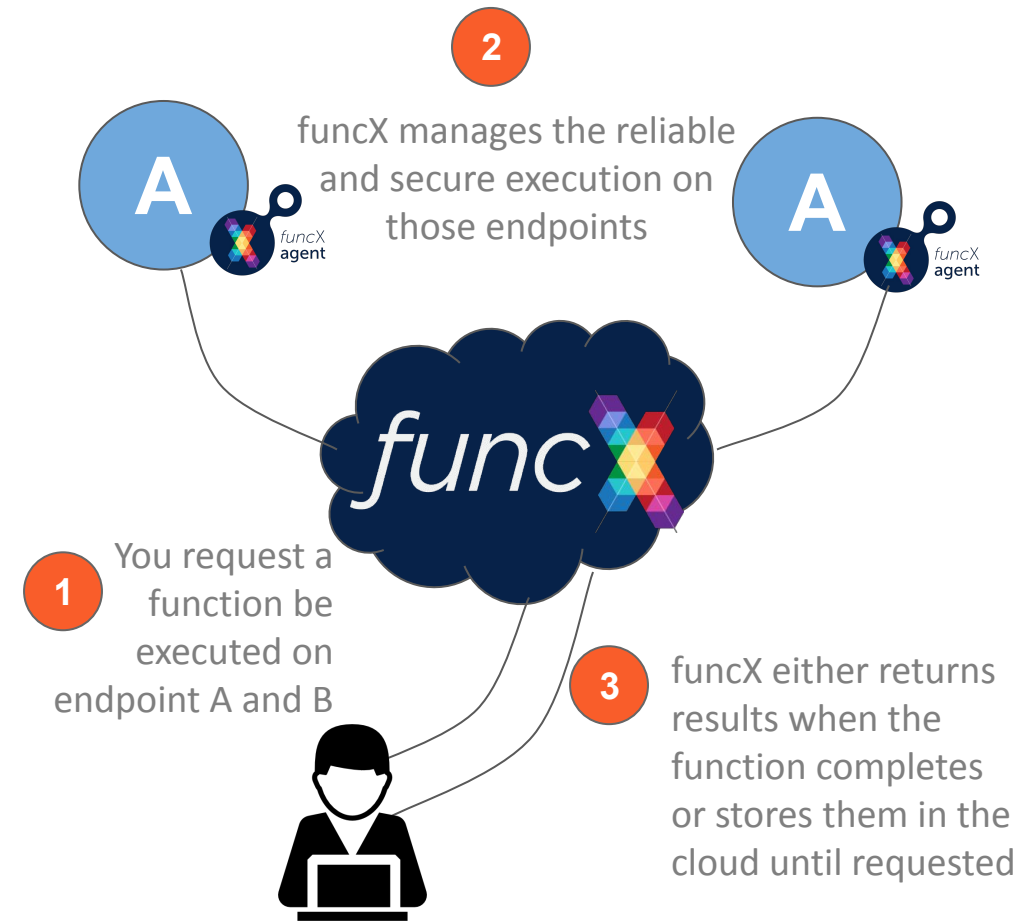 2
funcX manages the reliable
and secure execution on
those endpoints
A
funcX
agent
A
funcX
agent
funcX
1
You request a
function be
executed on
endpoint A and B
3
funcX either returns
results when the
function completes
or stores them in the
cloud until requested